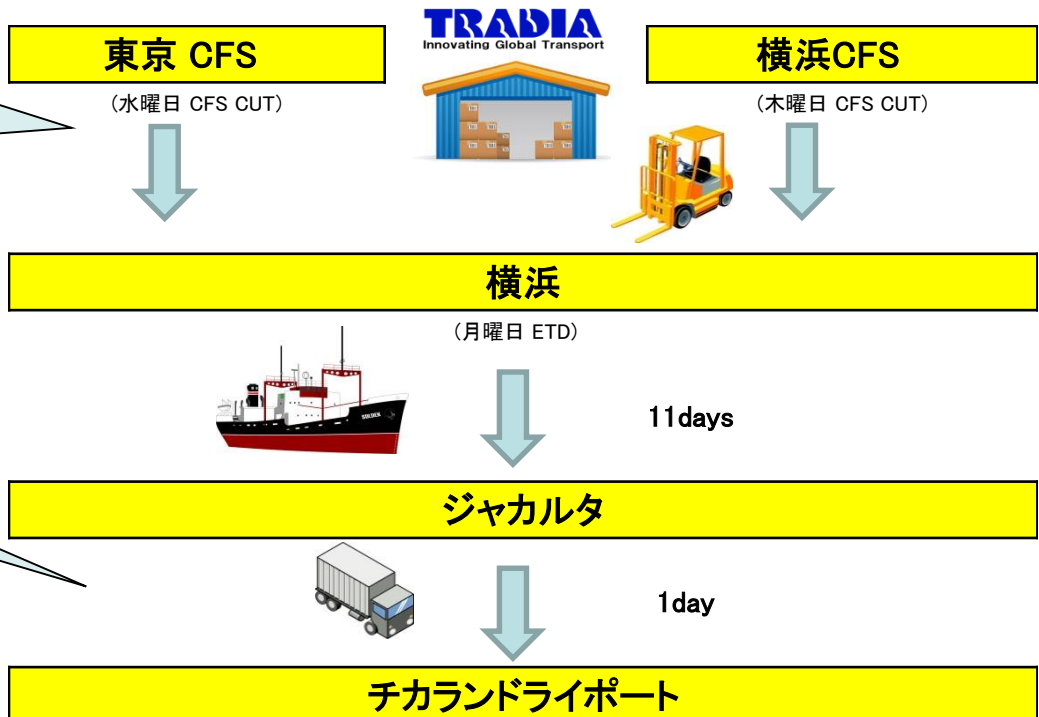 TRADIA
Innovating Global Transport
東京 CFS
横浜CFS
(水曜日 CFS CUT)
(木曜日 CFS CUT)
横浜
(月曜日 ETD)
11days
ジャカルタ
1day
チカランドライポート